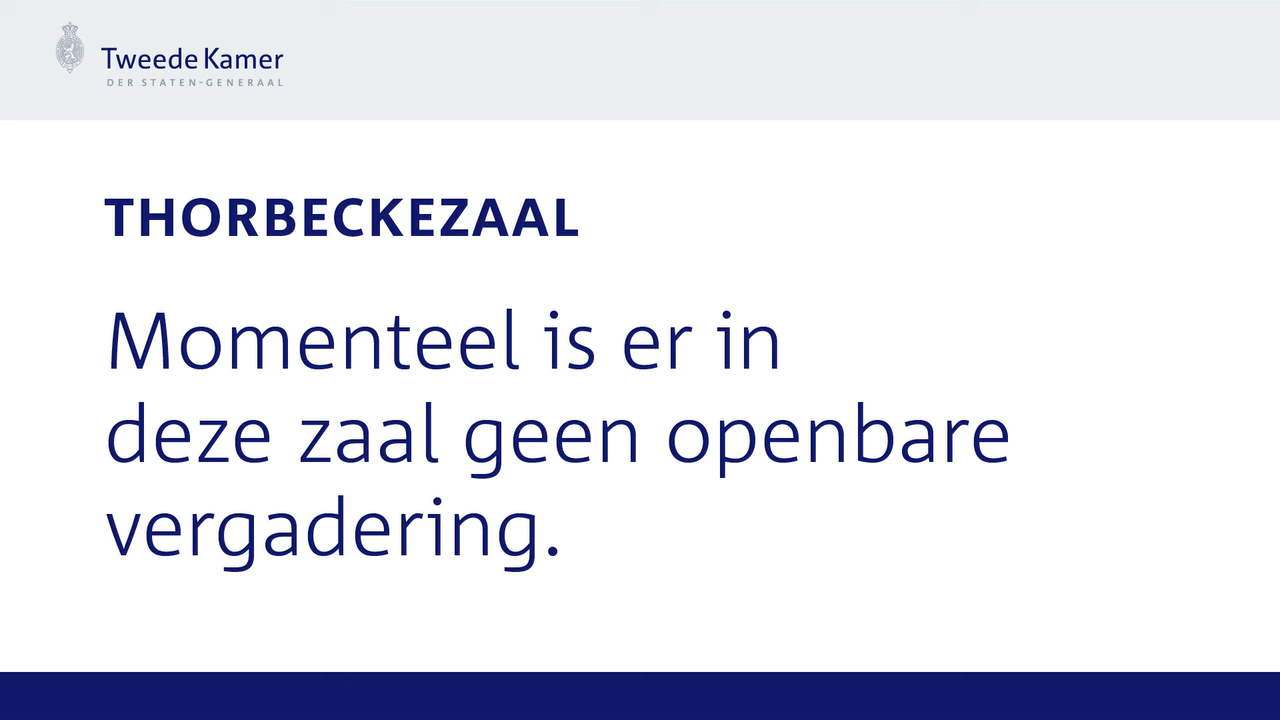 Tweede Kamer
DER STATEN-GENERAAL
THORBECKEZAAL
Momenteel is er in
deze zaal geen openbare
vergadering.